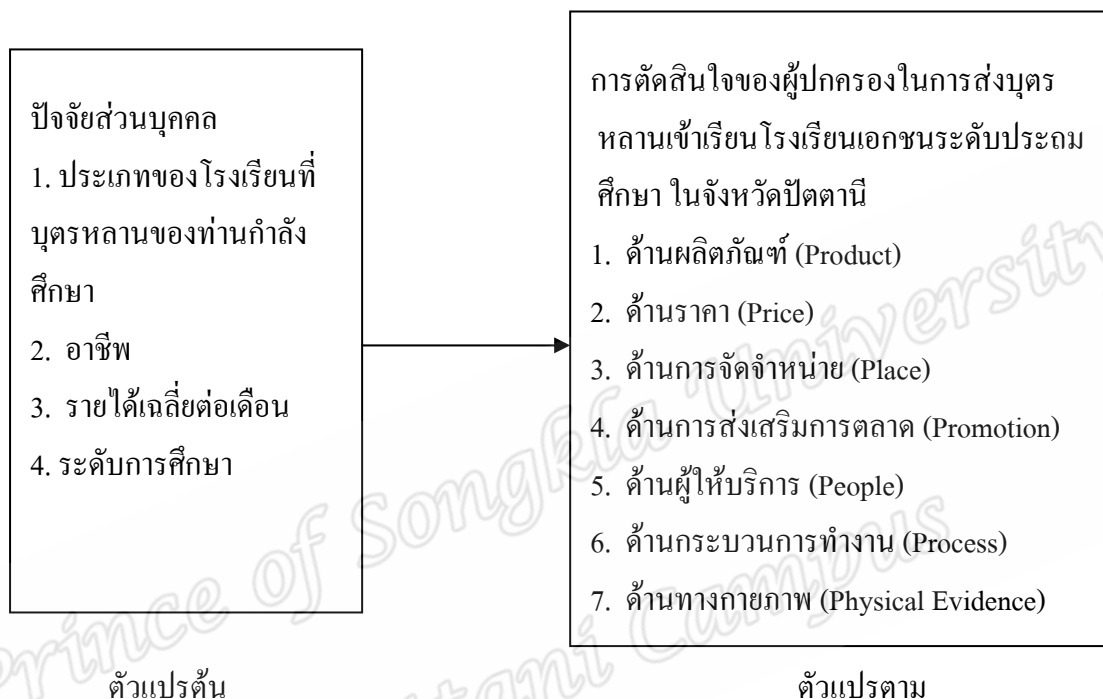 ปัจจัยส่วนบุคคล
1. ประเภทของโรงเรียนที่
บุตรหลานของท่านกำลัง
ศึกษา
2. อาชีพ
3. รายได้เฉลี่ยต่อเดือน
4. ระดับการศึกษา
ตัวแปรต้น
การตัดสินใจของผู้ปกครองในการส่งบุตร
หลานเข้าเรียนโรงเรียนเอกชนระดับประถม
ศึกษา ในจังหวัดปัตตานี
1. ด้านผลิตภัณฑ์ (Product)
2. ด้านราคา (Price)
3. ด้านการจัดจำหน่าย (Place)
4. ด้านการส่งเสริมการตลาด (Promotion)
5. ด้านผู้ให้บริการ (People)
6. ด้านกระบวนการทำงาน (Process)
7. ด้านทางกายภาพ (Physical Evidence)
ตัวแปรตาม
Prince of Songkla University
Pattani Campus